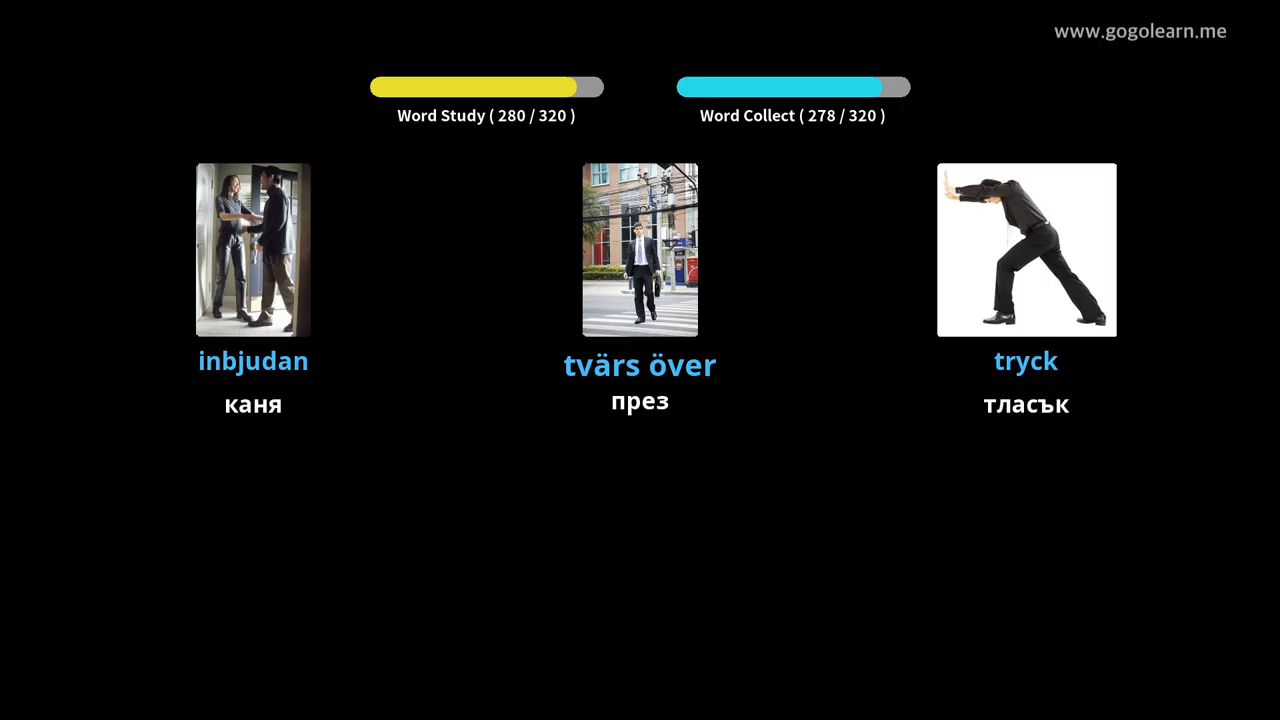 www.gogolearn.me
Word Study ( 280 / 320 )
Word Collect ( 278 / 320 )
inbjudan
tvärs över
tryck
каня
през
тласък